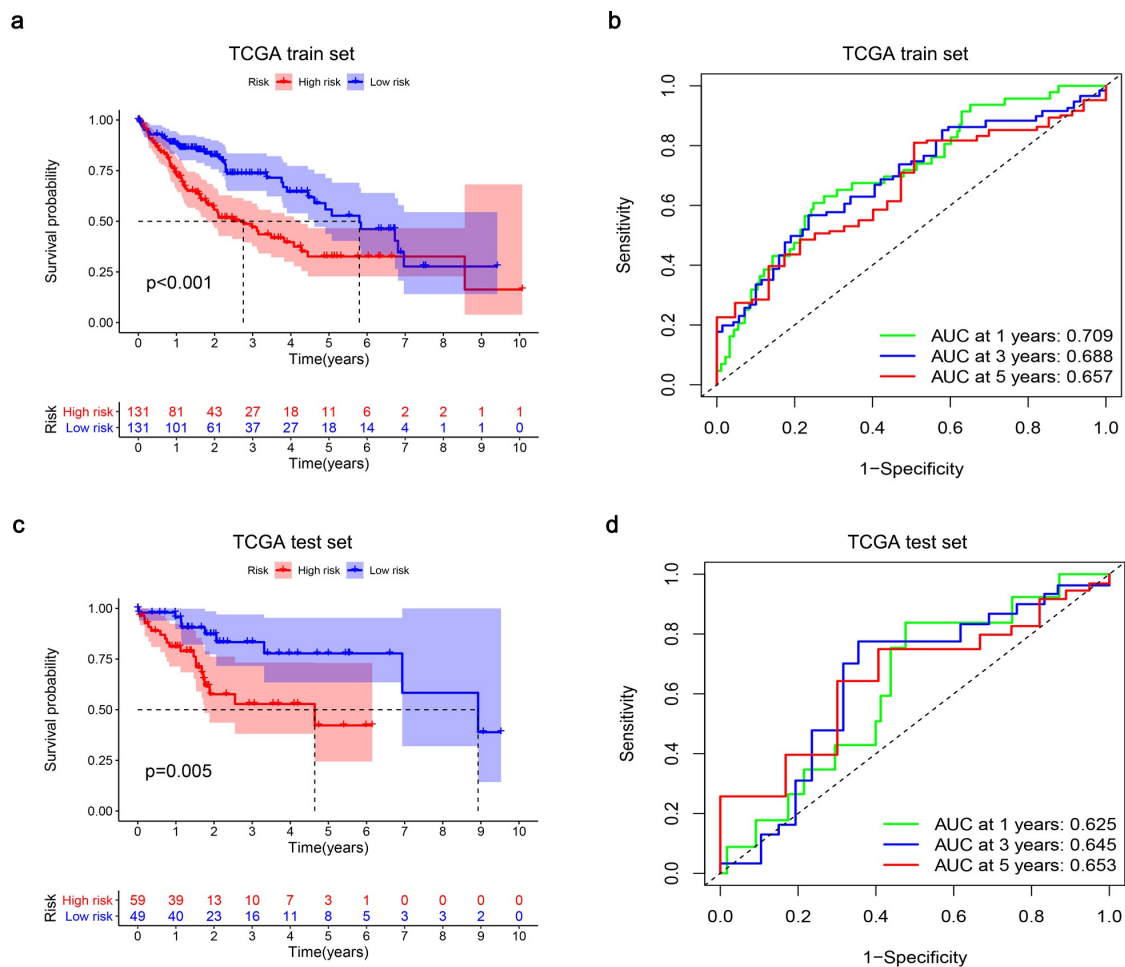 a
TCGA train set
Risk High risk Low risk
Survival probability
1.00
0.75
0.50
0.25
0.00
p<0.001
0 1 2 3 4 5 6 7 8 9 10
Time(years)
Risk
High risk 131 81 43 27 18 11 6 2 2 1 1
Low risk 131 101 61 37 27 18 14 4 1 1 0
0 1 2 3 4 5 6 7 8 9 10
Time(years)
b
TCGA train set
Sensitivity
1.0
0.8
0.6
0.4
0.2
0.0
AUC at 1 years: 0.709
AUC at 3 years: 0.688
AUC at 5 years: 0.657
0.0 0.2 0.4 0.6 0.8 1.0
1−Specificity
c
TCGA test set
Risk High risk Low risk
Survival probability
1.00
0.75
0.50
0.25
0.00
p=0.005
0 1 2 3 4 5 6 7 8 9 10
Time(years)
Risk
High risk 59 39 13 10 7 3 1 0 0 0 0
Low risk 49 40 23 16 11 8 5 3 3 2 0
0 1 2 3 4 5 6 7 8 9 10
Time(years)
d
TCGA test set
Sensitivity
1.0
0.8
0.6
0.4
0.2
0.0
AUC at 1 years: 0.625
AUC at 3 years: 0.645
AUC at 5 years: 0.653
0.0 0.2 0.4 0.6 0.8 1.0
1−Specificity